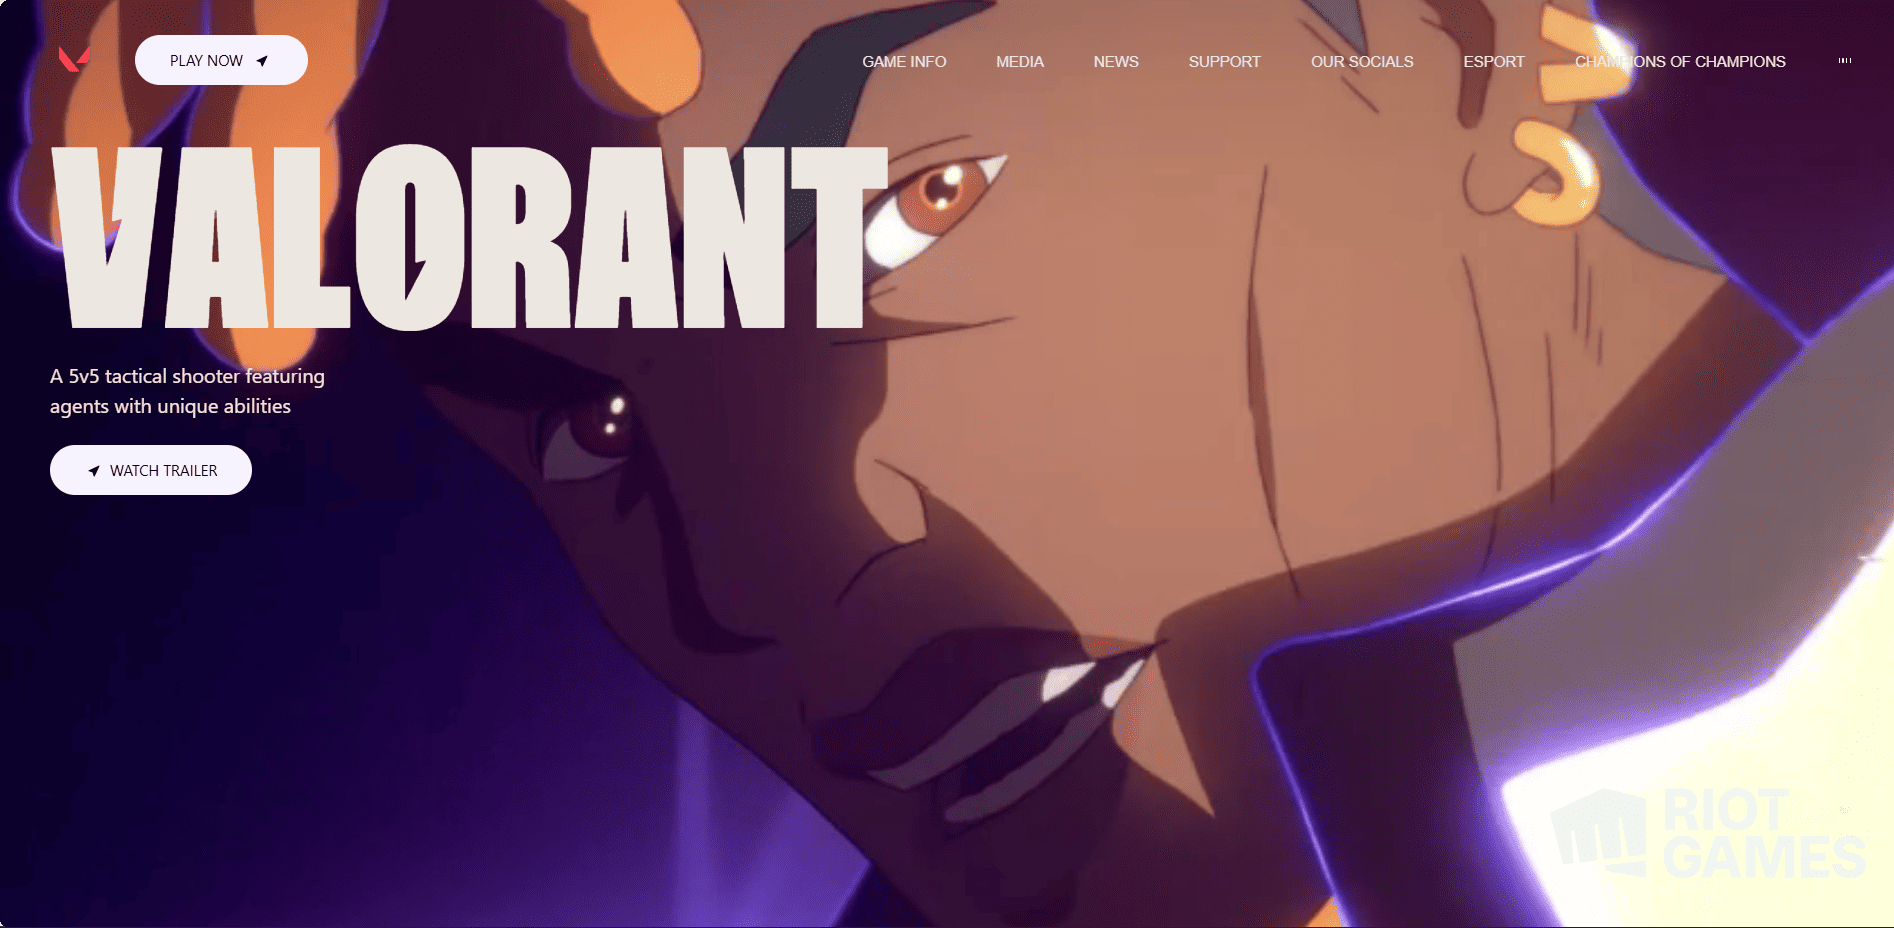 PLAY NOW
GAME INFO
MEDIA
NEWS
SUPPORT
OUR SOCIALS
ESPORT
CHAMPIONS OF CHAMPIONS
VALORANT
A 5v5 tactical shooter featuring
agents with unique abilities
WATCH TRAILER
RIOT
GAMES